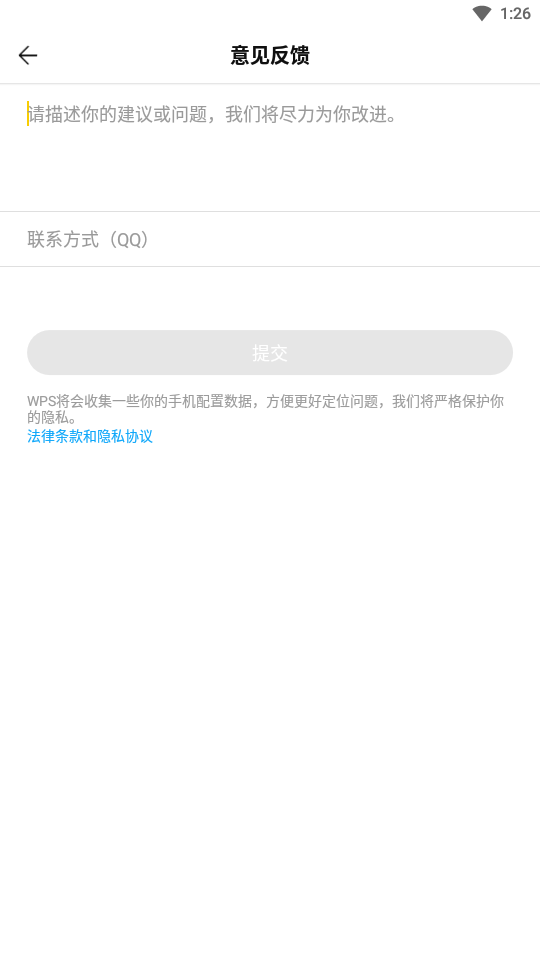 1:26
意见反馈
请描述你的建议或问题，我们将尽力为你改进。
联系方式（QQ）
提交
WPS将会收集一些你的手机配置数据，方便更好定位问题，我们将严格保护你
的隐私。
法律条款和隐私协议